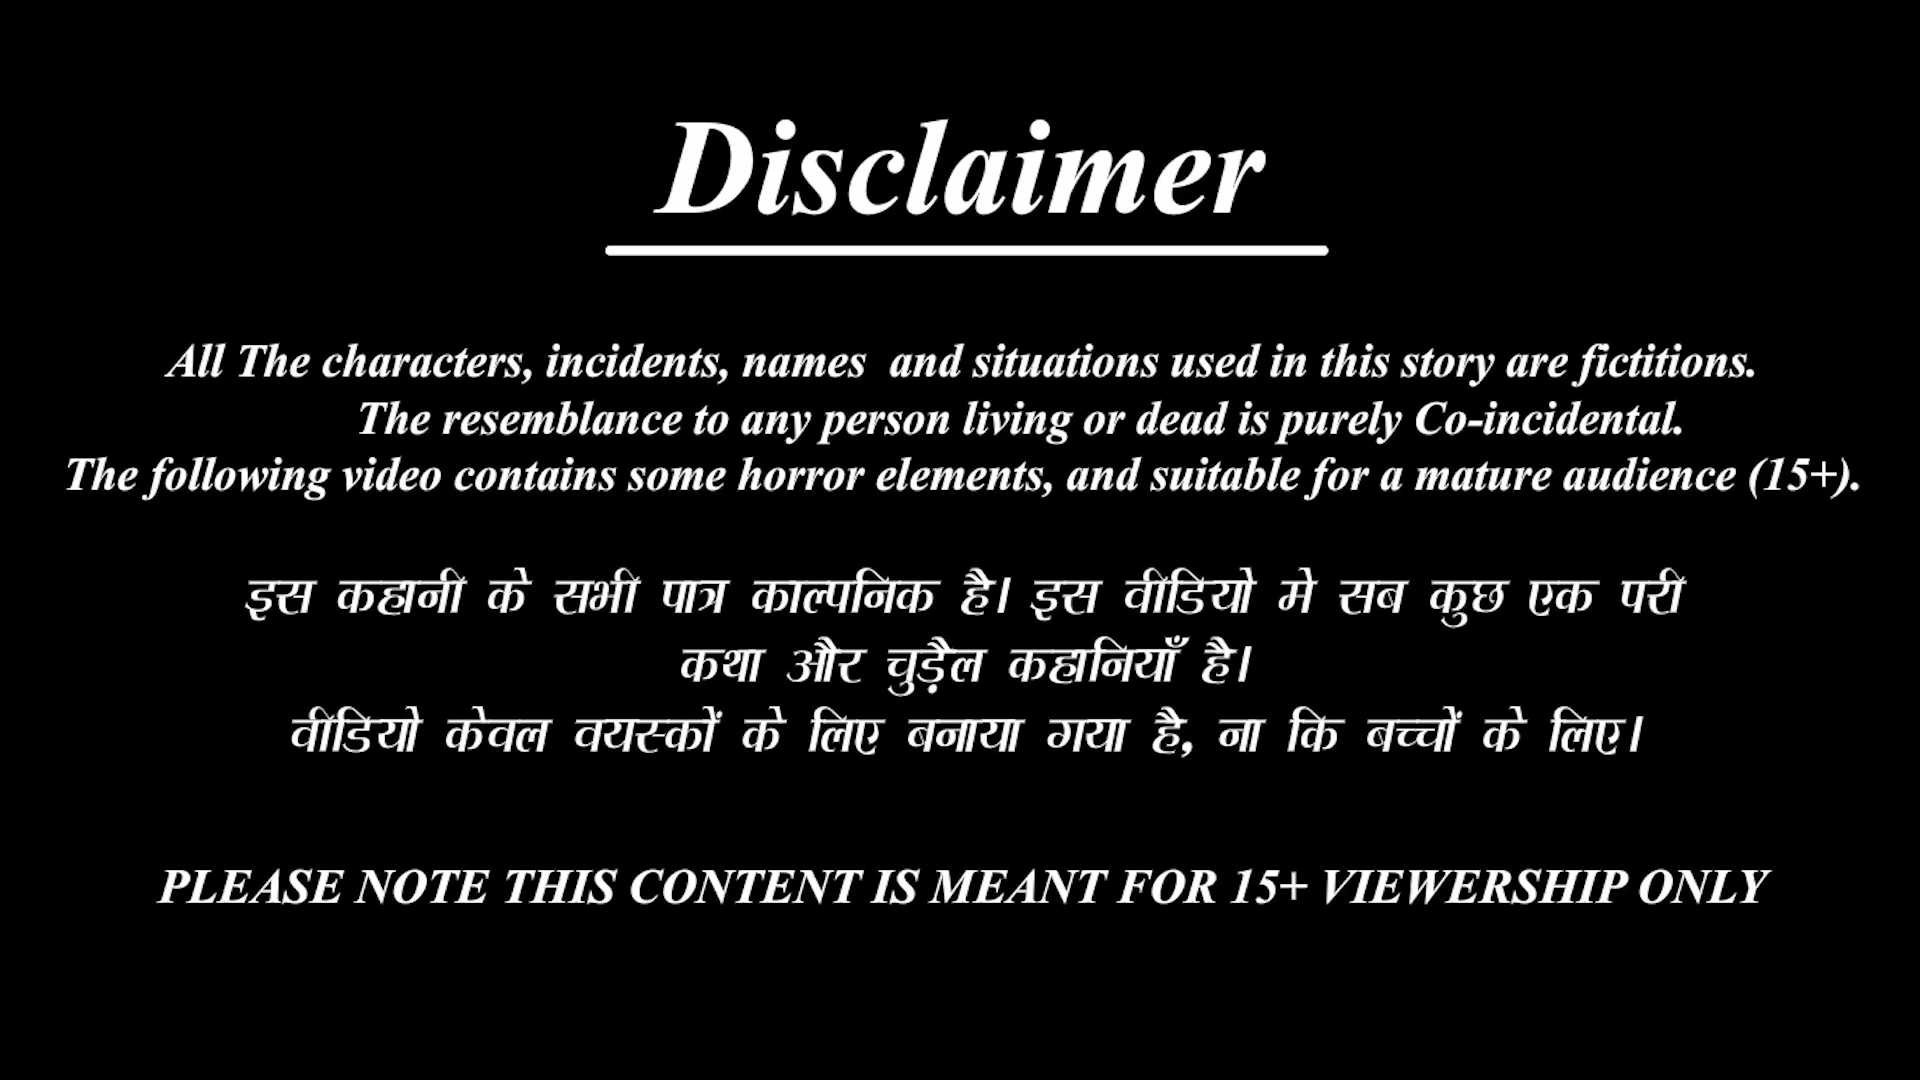 Disclaimer
All The characters, incidents, names and situations used in this story are fictitions.
The resemblance to any person living or dead is purely Co-incidental.
The following video contains some horror elements, and suitable for a mature audience (15+).
इस कहानी के सभी पात्र काल्पनिक है। इस वीडियो मे सब कुछ एक परी
कथा और चुड़ैल कहानियाँ है।
वीडियो केवल वयस्कों के लिए बनाया गया है, ना कि बच्चों के लिए।
PLEASE NOTE THIS CONTENT IS MEANT FOR 15+ VIEWERSHIP ONLY